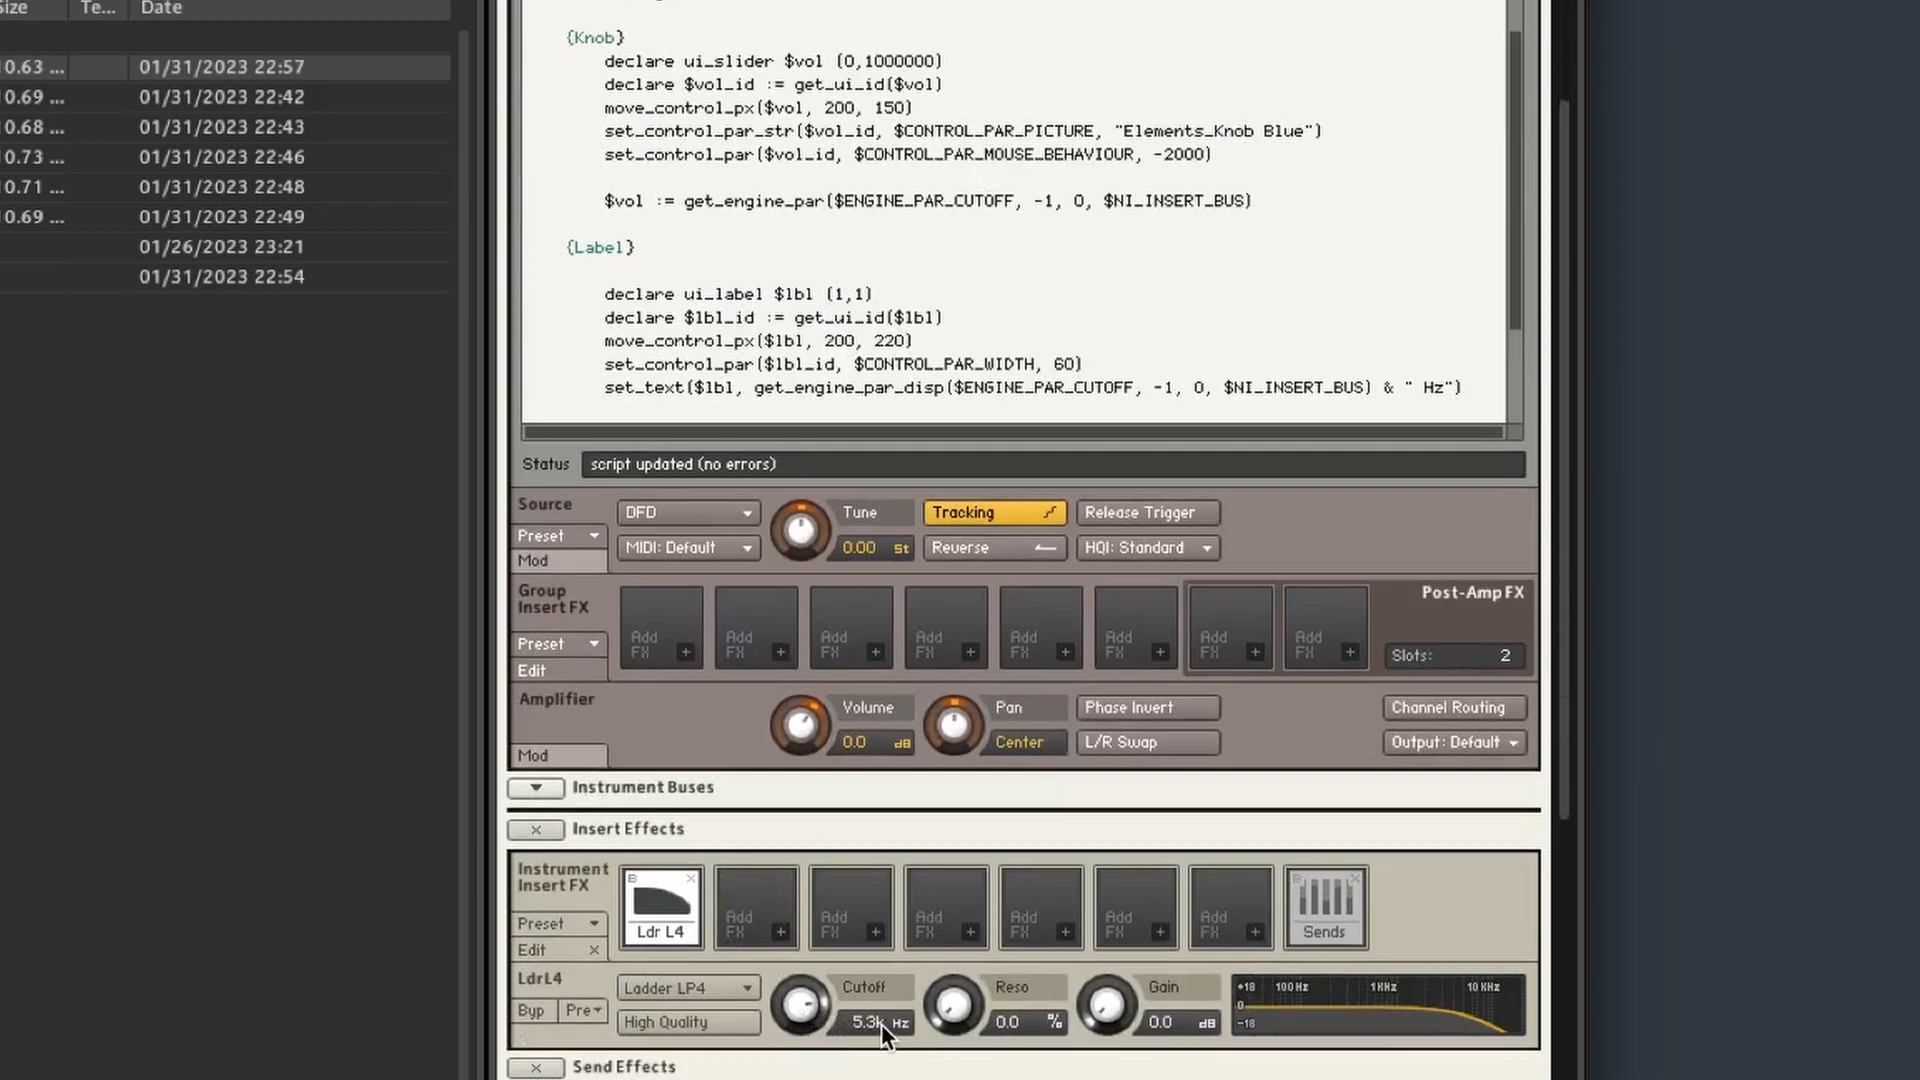 Size Te... Date
0.63 ... 01/31/2023 22:57
0.69 ... 01/31/2023 22:42
0.68 ... 01/31/2023 22:43
0.73 ... 01/31/2023 22:46
0.71 ... 01/31/2023 22:48
0.69 ... 01/31/2023 22:49
01/26/2023 23:21
01/31/2023 22:54
{Knob}
declare ui_slider $vol (0,1000000)
declare $vol_id := get_ui_id($vol)
move_control_px($vol, 200, 150)
set_control_par_str($vol_id, $CONTROL_PAR_PICTURE, "Elements_Knob Blue")
set_control_par($vol_id, $CONTROL_PAR_MOUSE_BEHAVIOUR, -2000)
$vol := get_engine_par($ENGINE_PAR_CUTOFF, -1, 0, $NI_INSERT_BUS)
{Label}
declare ui_label $lbl (1,1)
declare $lbl_id := get_ui_id($lbl)
move_control_px($lbl, 200, 220)
set_control_par($lbl_id, $CONTROL_PAR_WIDTH, 60)
set_text($lbl, get_engine_par_disp($ENGINE_PAR_CUTOFF, -1, 0, $NI_INSERT_BUS) & " Hz")
Status script updated (no errors)
Source DFD Tune Tracking Release Trigger
Preset MIDI: Default 0.00 St Reverse HQI: Standard
Mod
Group Insert FX
Post-Amp FX
Add FX + Add FX + Add FX + Add FX + Add FX + Add FX + Add FX + Add FX +
Preset
Slots: 2
Edit
Amplifier Volume Pan Phase Invert Channel Routing
0.0 dB Center L/R Swap Output: Default
Mod
Instrument Buses
× Insert Effects
Instrument Insert FX
B X
Ldr L4 Add FX + Add FX + Add FX + Add FX + Add FX + Add FX + Sends
Preset
Edit ×
LdrL4 Ladder LP4 Cutoff Reso Gain +18 100Hz 1KHz 10 KHz
0
Byp Pre High Quality 5.3k Hz 0.0 % 0.0 dB -18
× Send Effects